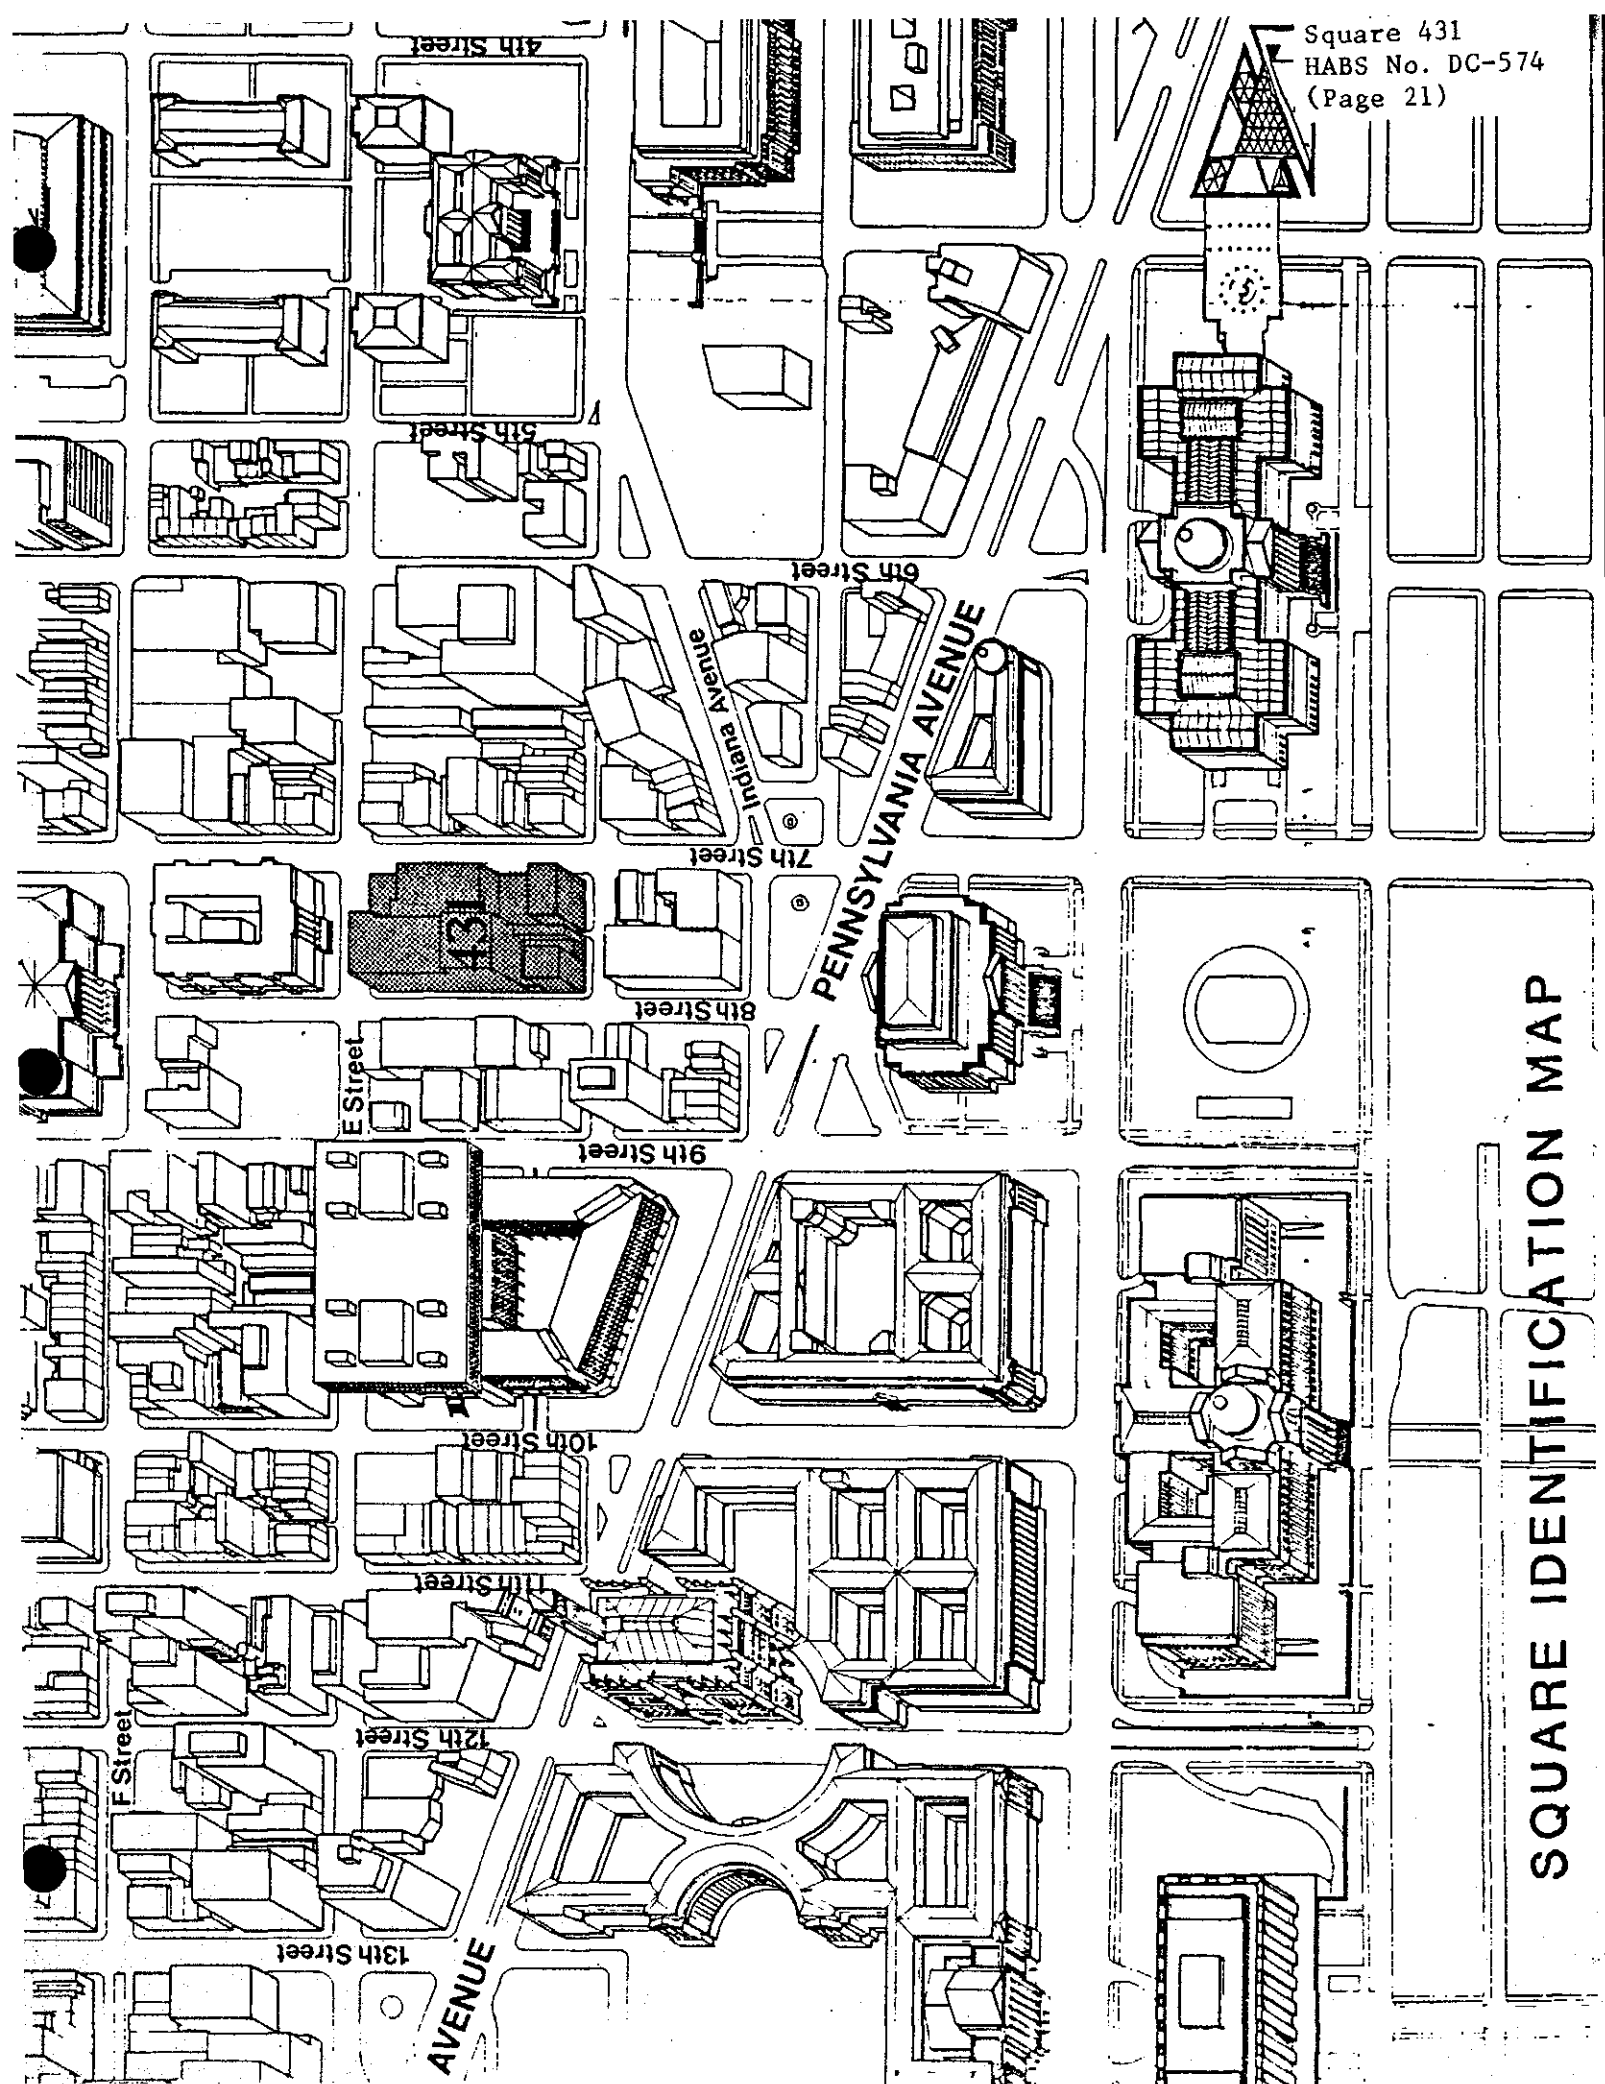 Square 431
HABS No. DC-574
(Page 21)
4th Street
5th Street
6th Street
Indiana Avenue
PENNSYLVANIA AVENUE
7th Street
431
8th Street
E Street
9th Street
10th Street
11th Street
12th Street
F Street
13th Street
AVENUE
SQUARE IDENTIFICATION MAP